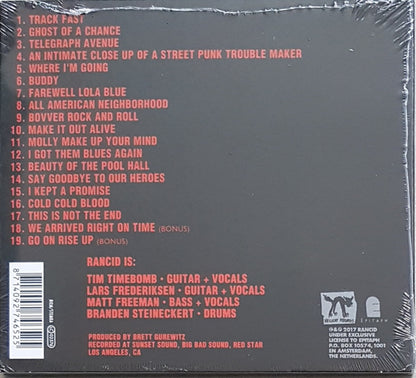 1. TRACK FAST
2. GHOST OF A CHANCE
3. TELEGRAPH AVENUE
4. AN INTIMATE CLOSE UP OF A STREET PUNK TROUBLE MAKER
5. WHERE I'M GOING
6. BUDDY
7. FAREWELL LOLA BLUE
8. ALL AMERICAN NEIGHBORHOOD
9. BOVVER ROCK AND ROLL
10. MAKE IT OUT ALIVE
11. MOLLY MAKE UP YOUR MIND
12. I GOT THEM BLUES AGAIN
13. BEAUTY OF THE POOL HALL
14. SAY GOODBYE TO OUR HEROES
15. I KEPT A PROMISE
16. COLD COLD BLOOD
17. THIS IS NOT THE END
18. WE ARRIVED RIGHT ON TIME (BONUS)
19. GO ON RISE UP (BONUS)
RANCID IS:
TIM TIMEBOMB • GUITAR + VOCALS
LARS FREDERIKSEN • GUITAR + VOCALS
MATT FREEMAN • BASS + VOCALS
BRANDEN STEINECKERT • DRUMS
PRODUCED BY BRETT GUREWITZ
RECORDED AT SUNSET SOUND, BIG BAD SOUND, RED STAR
LOS ANGELES, CA
EPITAPH
℗&© 2017 RANCID
UNDER EXCLUSIVE
LICENSE TO EPITAPH
P.O. BOX 10574, 1001
EN AMSTERDAM,
THE NETHERLANDS.
8 714092 746525